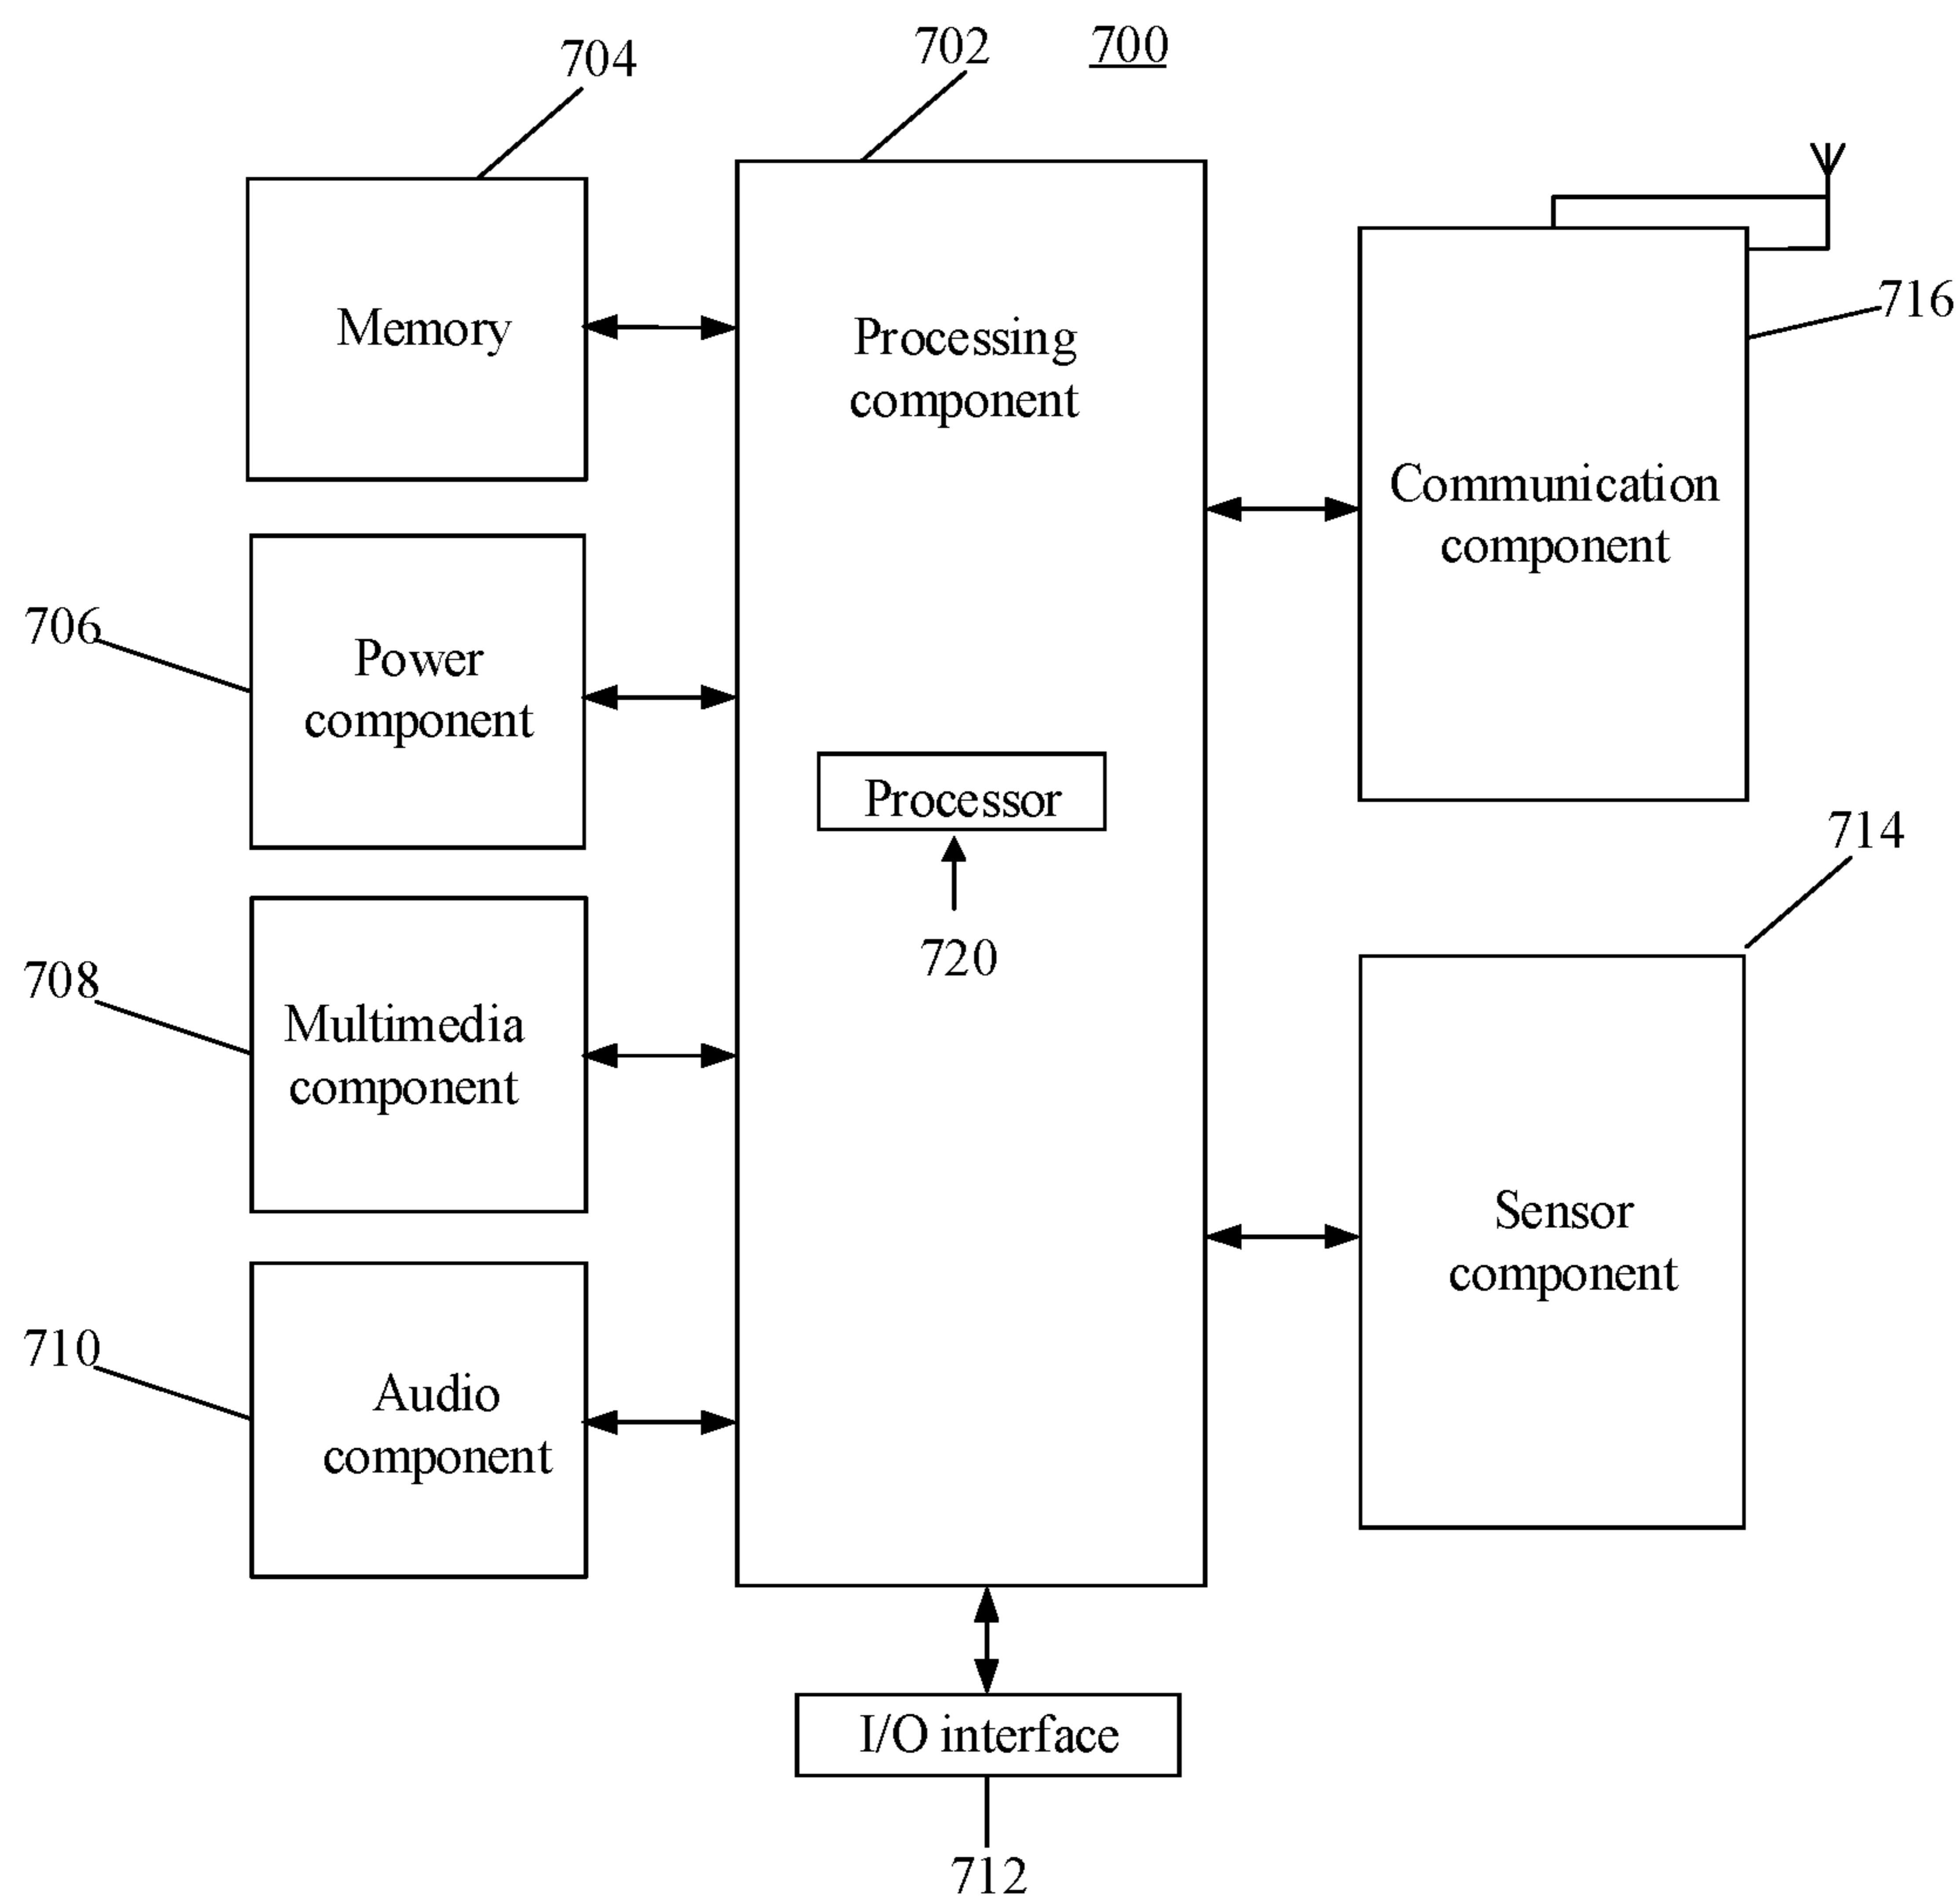 704
702
700
Memory
Processing
component
716
Communication
component
706
Power
component
Processor
714
720
708
Multimedia
component
Sensor
component
710
Audio
component
I/O interface
712